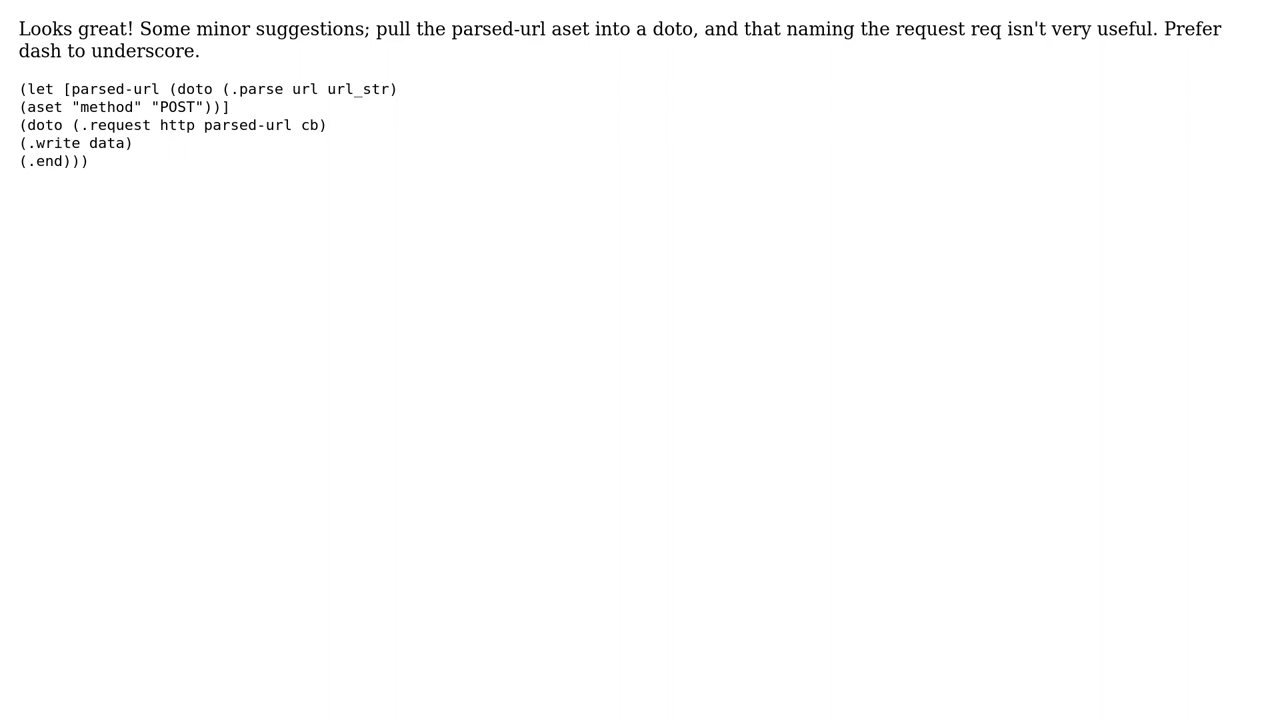 Looks great! Some minor suggestions; pull the parsed-url aset into a doto, and that naming the request req isn't very useful. Prefer
dash to underscore.
(let [parsed-url (doto (.parse url url_str)
(aset "method" "POST"))]
(doto (.request http parsed-url cb)
(.write data)
(.end)))